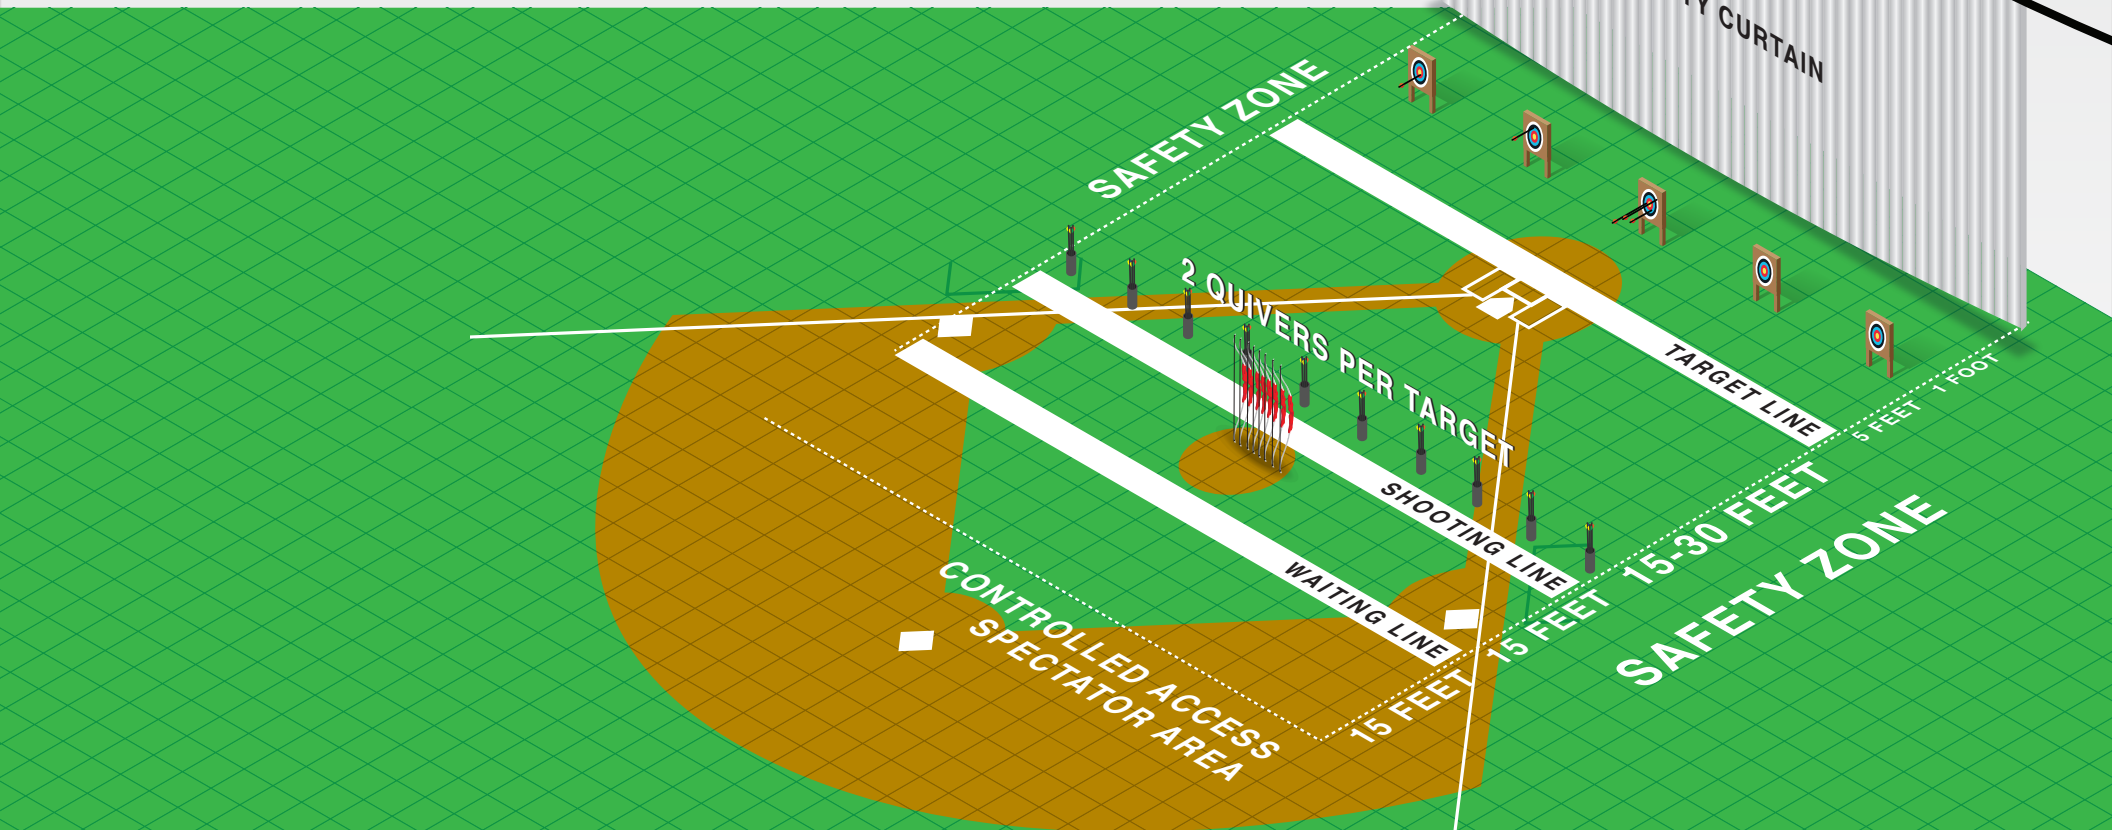 CURTAIN
SAFETY ZONE
2 QUIVERS PER TARGET
TARGET LINE
1 FOOT
5 FEET
15-30 FEET
SAFETY ZONE
SHOOTING LINE
15 FEET
WAITING LINE
15 FEET
CONTROLLED ACCESS
SPECTATOR AREA